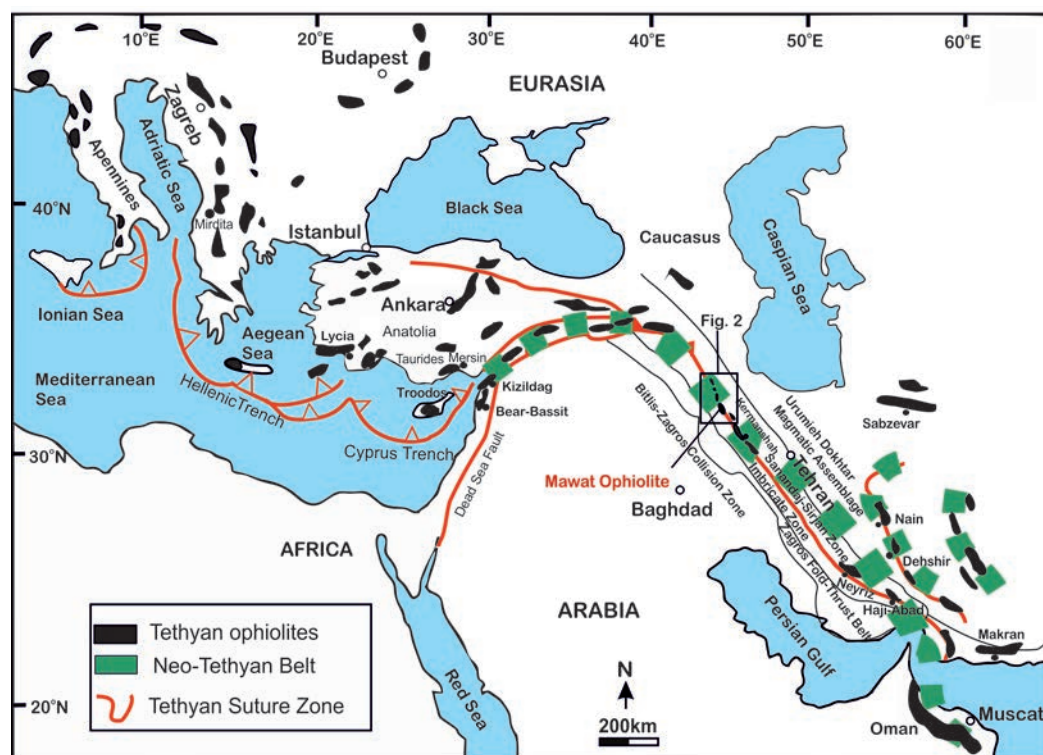 10°E
20°E
30°E
40°E
50°E
60°E
Budapest
EURASIA
Zagreb
Apennines
Adriatic Sea
40°N
Mirdita
Istanbul
Black Sea
Caucasus
Caspian Sea
Ionian Sea
Ankara
Anatolia
Fig. 2
Aegean
Sea
Lycia
Taurides
Mersin
Mediterranean
Sea
Hellenic Trench
Troodos
Kizildag
Bear-Bassit
Cyprus Trench
30°N
Dead Sea Fault
Bitlis-Zagros Collision Zone
Kermanshah
Urumieh Dokhtar
Magmatic Assemblage
Sabzevar
Tehran
Sanandaj-Sirjan Zone
Imbricate Zone
Mawat Ophiolite
Baghdad
Zagros Fold-Thrust Belt
Nain
Dehshir
Neyriz
Haji-Abad
AFRICA
ARABIA
Persian Gulf
Makran
Tethyan ophiolites
Neo-Tethyan Belt
Tethyan Suture Zone
Red Sea
N
200km
20°N
Oman
Muscat